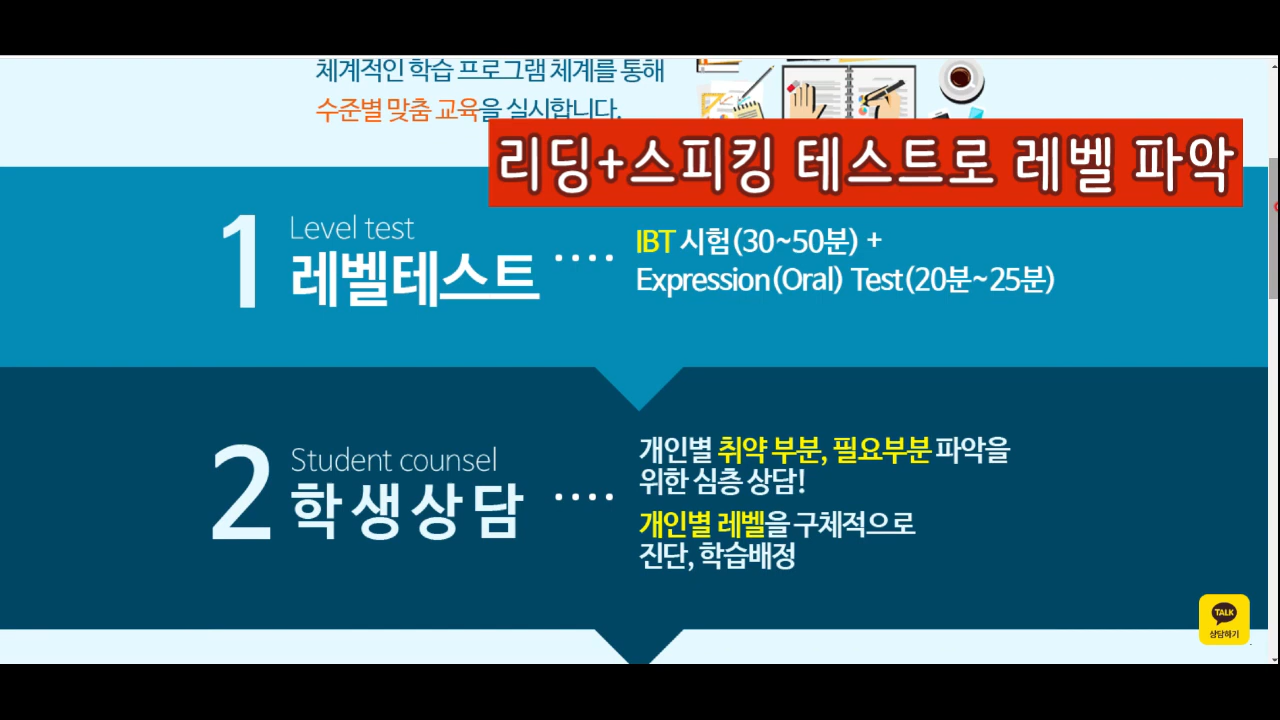 체계적인 학습 프로그램 체계를 통해
수준별 맞춤 교육을 실시합니다.
리딩+스피킹 테스트로 레벨 파악
1
Level test
레벨테스트
IBT 시험(30~50분) +
Expression(Oral) Test(20분~25분)
2
Student counsel
학생상담
개인별 취약 부분, 필요부분 파악을
위한 심층 상담!
개인별 레벨을 구체적으로
진단, 학습배정
TALK
상담하기